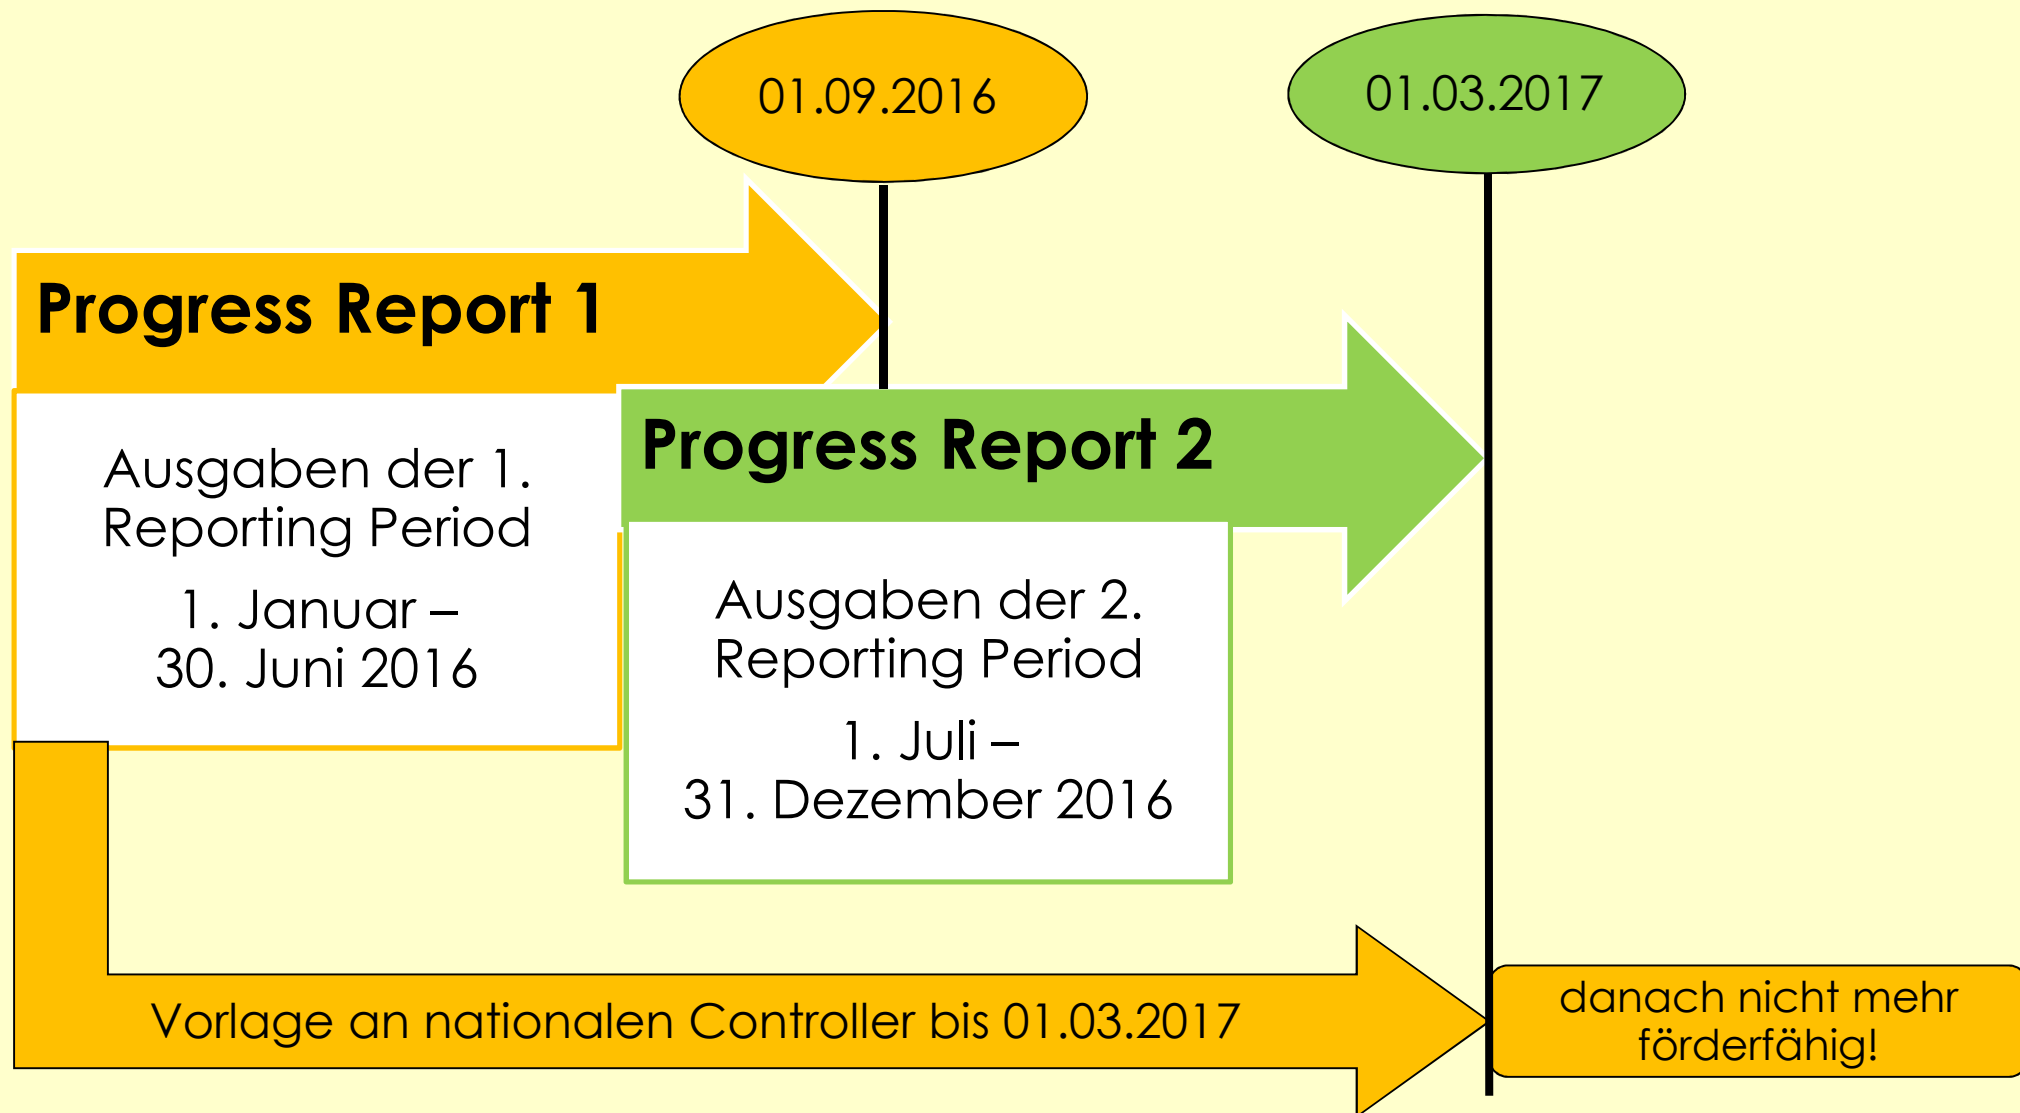 01.09.2016
01.03.2017
Progress Report 1
Ausgaben der 1.
Reporting Period
1. Januar –
30. Juni 2016
Progress Report 2
Ausgaben der 2.
Reporting Period
1. Juli –
31. Dezember 2016
Vorlage an nationalen Controller bis 01.03.2017
danach nicht mehr
förderfähig!